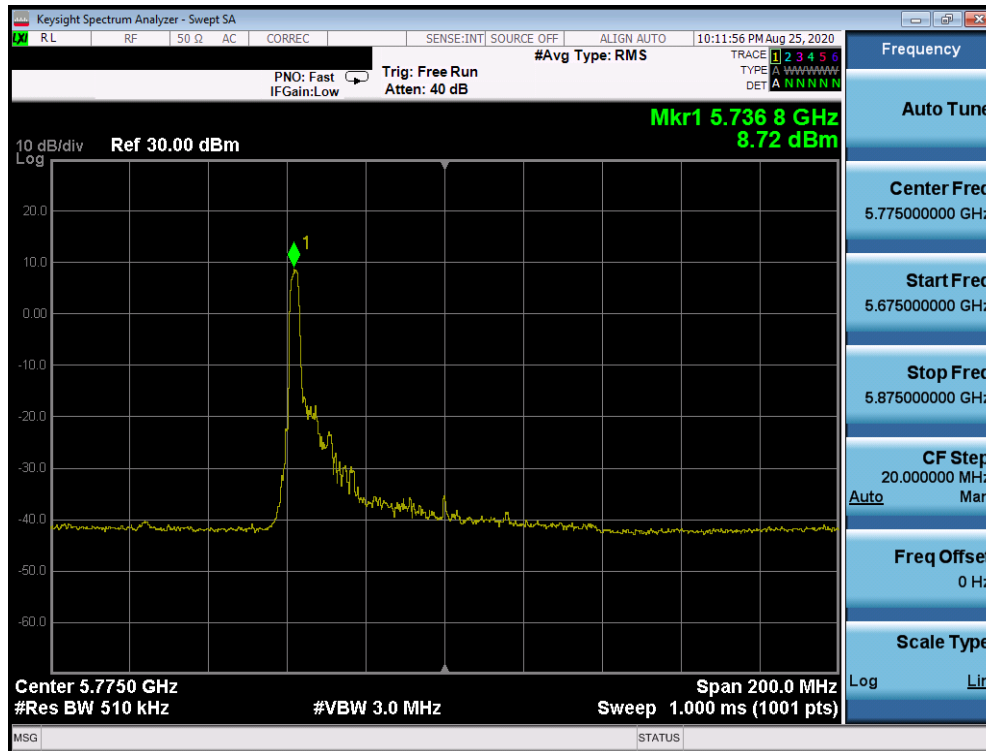 Keysight Spectrum Analyzer - Swept SA
LXI RL RF 50 Ω AC CORREC SENSE:INT SOURCE OFF ALIGN AUTO 10:11:56 PM Aug 25, 2020
#Avg Type: RMS
TRACE 1 2 3 4 5 6
PNO: Fast Trig: Free Run
TYPE A WWWWW
IFGain:Low Atten: 40 dB
DET A N N N N N
Mkr1 5.736 8 GHz
8.72 dBm
10 dB/div Ref 30.00 dBm
Log
20.0
1
10.0
0.00
-10.0
-20.0
-30.0
-40.0
-50.0
-60.0
Center 5.7750 GHz Span 200.0 MHz
#Res BW 510 kHz #VBW 3.0 MHz Sweep 1.000 ms (1001 pts)
MSG STATUS
Frequency
Auto Tune
Center Freq
5.775000000 GHz
Start Freq
5.675000000 GHz
Stop Freq
5.875000000 GHz
CF Step
20.000000 MHz
Auto Man
Freq Offset
0 Hz
Scale Type
Log Lin